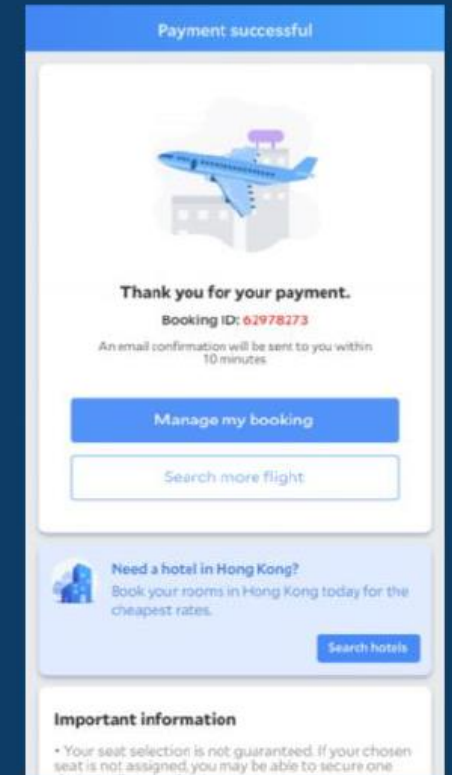 Payment successful
Thank you for your payment.
Booking ID: 62978273
An email confirmation will be sent to you within
10 minutes
Manage my booking
Search more flight
Need a hotel in Hong Kong?
Book your rooms in Hong Kong today for the
cheapest rates.
Search hotels
Important information
• Your seat selection is not guaranteed. If your chosen
seat is not assigned, you may be able to secure one